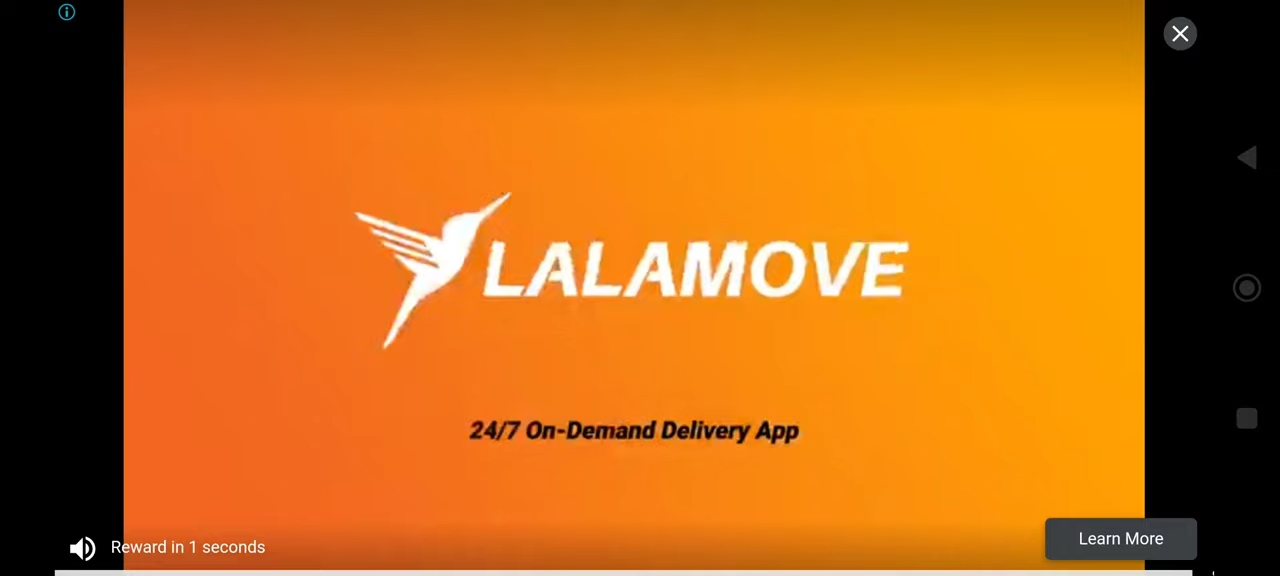 LALAMOVE
24/7 On-Demand Delivery App
Reward in 1 seconds
Learn More